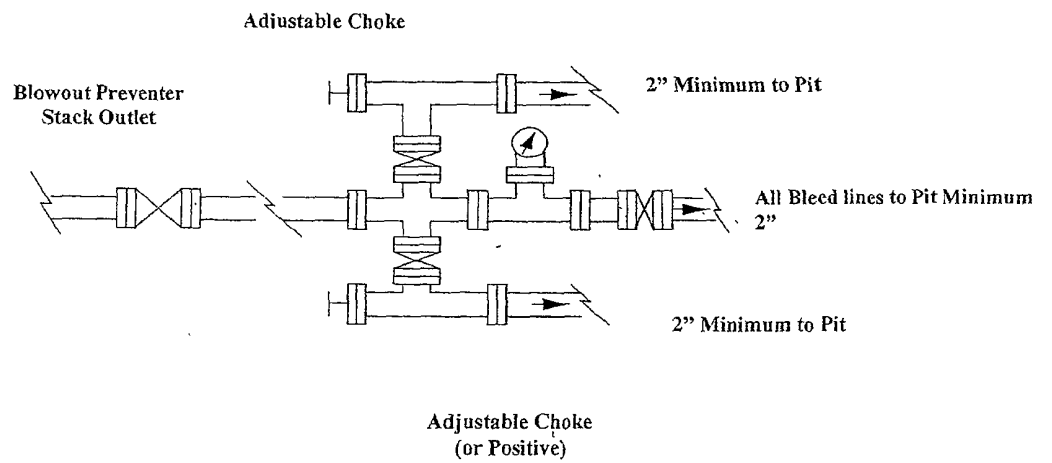 Adjustable Choke
Blowout Preventer
Stack Outlet
2” Minimum to Pit
All Bleed lines to Pit Minimum
2”
2” Minimum to Pit
Adjustable Choke
(or Positive)